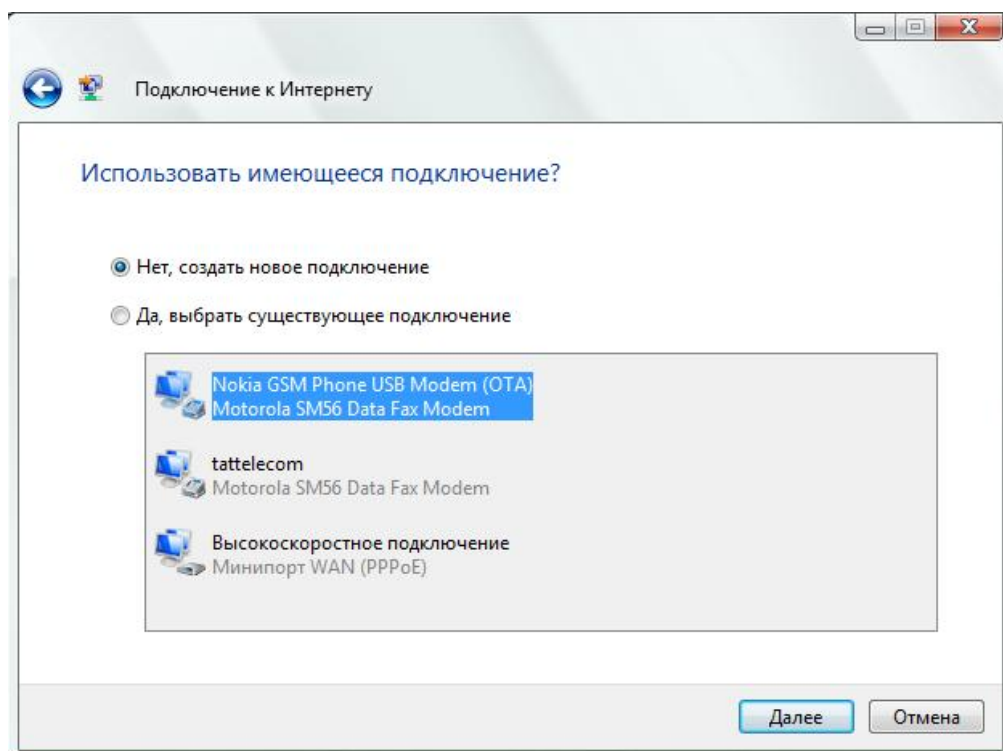 Подключение к Интернету
Использовать имеющееся подключение?
Нет, создать новое подключение
Да, выбрать существующее подключение
Nokia GSM Phone USB Modem (OTA)
Motorola SM56 Data Fax Modem
tattelecom
Motorola SM56 Data Fax Modem
Высокоскоростное подключение
Минипорт WAN (PPPoE)
Далее
Отмена